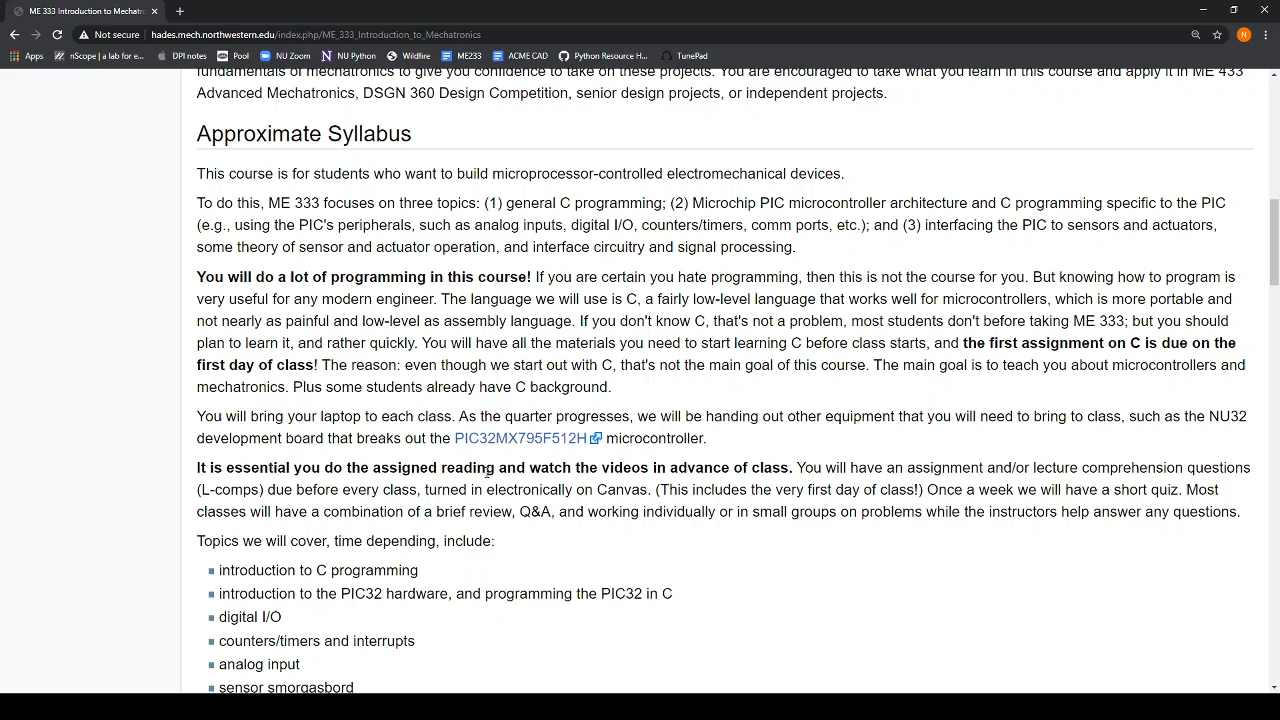 ME 333 Introduction to Mechatr
Not secure | hades.mech.northwestern.edu/index.php/ME_333_Introduction_to_Mechatronics
N
Apps nScope | a lab for e... DPI notes Pool NU Zoom NU Python Wildfire ME233 ACME CAD Python Resource H... TunePad
fundamentals of mechatronics to give you confidence to take on these projects. You are encouraged to take what you learn in this course and apply it in ME 433
Advanced Mechatronics, DSGN 360 Design Competition, senior design projects, or independent projects.
Approximate Syllabus
This course is for students who want to build microprocessor-controlled electromechanical devices.
To do this, ME 333 focuses on three topics: (1) general C programming; (2) Microchip PIC microcontroller architecture and C programming specific to the PIC
(e.g., using the PIC's peripherals, such as analog inputs, digital I/O, counters/timers, comm ports, etc.); and (3) interfacing the PIC to sensors and actuators,
some theory of sensor and actuator operation, and interface circuitry and signal processing.
You will do a lot of programming in this course! If you are certain you hate programming, then this is not the course for you. But knowing how to program is
very useful for any modern engineer. The language we will use is C, a fairly low-level language that works well for microcontrollers, which is more portable and
not nearly as painful and low-level as assembly language. If you don't know C, that's not a problem, most students don't before taking ME 333; but you should
plan to learn it, and rather quickly. You will have all the materials you need to start learning C before class starts, and the first assignment on C is due on the
first day of class! The reason: even though we start out with C, that's not the main goal of this course. The main goal is to teach you about microcontrollers and
mechatronics. Plus some students already have C background.
You will bring your laptop to each class. As the quarter progresses, we will be handing out other equipment that you will need to bring to class, such as the NU32
development board that breaks out the PIC32MX795F512H microcontroller.
It is essential you do the assigned reading and watch the videos in advance of class. You will have an assignment and/or lecture comprehension questions
(L-comps) due before every class, turned in electronically on Canvas. (This includes the very first day of class!) Once a week we will have a short quiz. Most
classes will have a combination of a brief review, Q&A, and working individually or in small groups on problems while the instructors help answer any questions.
Topics we will cover, time depending, include:
introduction to C programming
introduction to the PIC32 hardware, and programming the PIC32 in C
digital I/O
counters/timers and interrupts
analog input
sensor smorgasbord